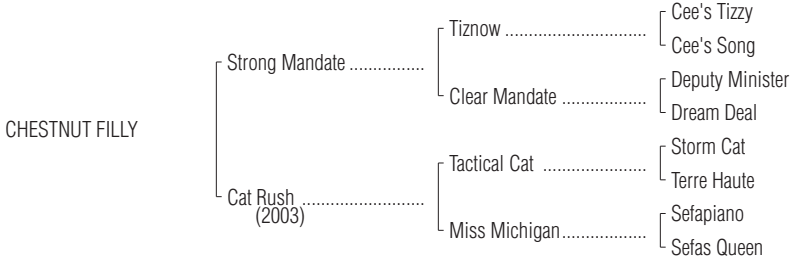 Cee's Tizzy
Tiznow ................................
Cee's Song
Strong Mandate ................
Deputy Minister
Clear Mandate ...................
Dream Deal
CHESTNUT FILLY
Storm Cat
Tactical Cat .......................
Terre Haute
Cat Rush ...........................
(2003)
Sefapiano
Miss Michigan...................
Sefas Queen